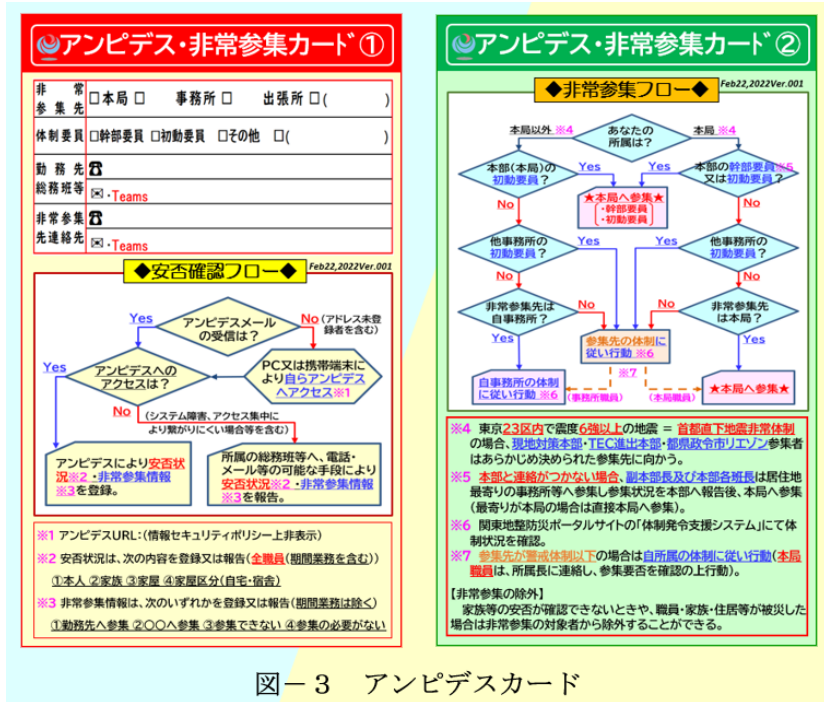 アンピデス・非常参集カード①
非常参集先 □本局 □ 事務所 □ 出張所 □( )
体制要員 □幹部要員 □初動要員 □その他 □( )
勤務先総務班等 ☎
✉・Teams
非常参集先連絡先 ☎
✉・Teams
◆安否確認フロー◆ Feb22,2022Ver.001
アンピデスメール
の受信は?
Yes
No(アドレス未登
録者を含む)
アンピデスへの
アクセスは?
Yes
PC又は携帯端末に
より自らアンピデス
へアクセス※1
No (システム障害、アクセス集中に
より繋がりにくい場合等を含む)
アンピデスにより安否状
況※2・非常参集情報
※3を登録。
所属の総務班等へ、電話・
メール等の可能な手段により
安否状況※2・非常参集情報
※3を報告。
※1 アンピデスURL:(情報セキュリティポリシー上非表示)
※2 安否状況は、次の内容を登録又は報告(全職員(期間業務を含む))
①本人 ②家族 ③家屋 ④家屋区分(自宅・宿舎)
※3 非常参集情報は、次のいずれかを登録又は報告(期間業務は除く)
①勤務先へ参集 ②〇〇へ参集 ③参集できない ④参集の必要がない
アンピデス・非常参集カード②
◆非常参集フロー◆ Feb22,2022Ver.001
あなたの
所属は?
本局以外 ※4
本局 ※4
本部(本局)の
初動要員?
Yes
No
本部の幹部要員※5
又は初動要員?
Yes
No
★本局へ参集★
・幹部要員
・初動要員
他事務所の
初動要員?
Yes
No
他事務所の
初動要員?
Yes
No
非常参集先は
自事務所?
No
Yes
非常参集先
は本局?
No
Yes
参集先の体制に
従い行動 ※6
※7
自事務所の体制
に従い行動 ※6
(事務所職員)
(本局職員)
★本局へ参集★
※4 東京23区内で震度6強以上の地震 = 首都直下地震非常体制
の場合、現地対策本部・TEC進出本部・都県政令市リエゾン参集者
はあらかじめ決められた参集先に向かう。
※5 本部と連絡がつかない場合、副本部長及び本部各班長は居住地
最寄りの事務所等へ参集し参集状況を本部へ報告後、本局へ参集
(最寄りが本局の場合は直接本局へ参集)。
※6 関東地整防災ポータルサイトの「体制発令支援システム」にて体
制状況を確認。
※7 参集先が警戒体制以下の場合は自所属の体制に従い行動(本局
職員は、所属長に連絡し、参集要否を確認の上行動)。
【非常参集の除外】
家族等の安否が確認できないときや、職員・家族・住居等が被災した
場合は非常参集の対象者から除外することができる。
図-3 アンピデスカード